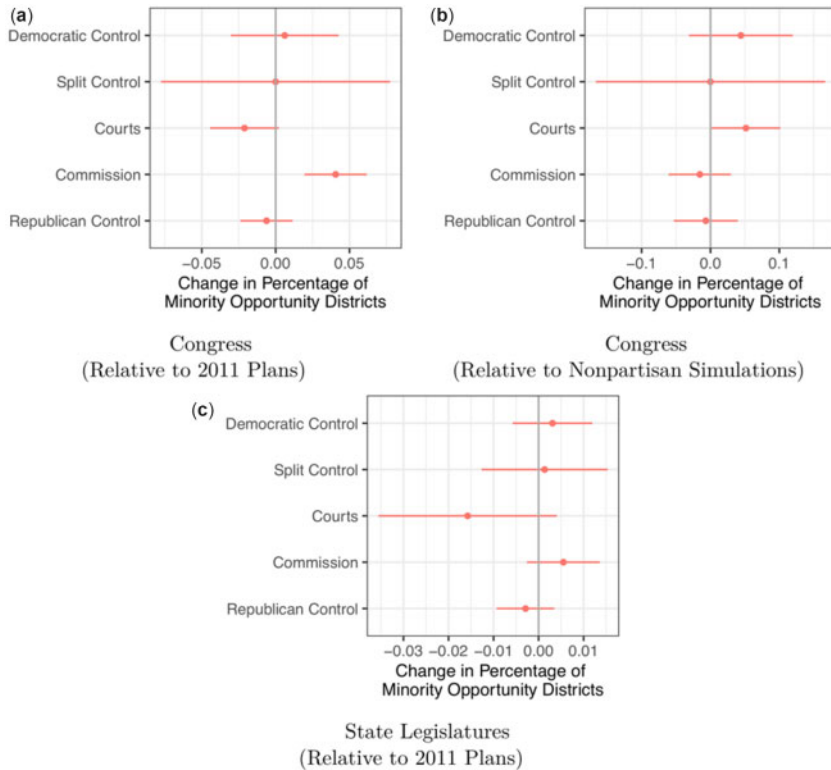 (a)
Democratic Control
Split Control
Courts
Commission
Republican Control
−0.05 0.00 0.05
Change in Percentage of
Minority Opportunity Districts
Congress
(Relative to 2011 Plans)
(b)
Democratic Control
Split Control
Courts
Commission
Republican Control
−0.1 0.0 0.1
Change in Percentage of
Minority Opportunity Districts
Congress
(Relative to Nonpartisan Simulations)
(c)
Democratic Control
Split Control
Courts
Commission
Republican Control
−0.03 −0.02 −0.01 0.00 0.01
Change in Percentage of
Minority Opportunity Districts
State Legislatures
(Relative to 2011 Plans)